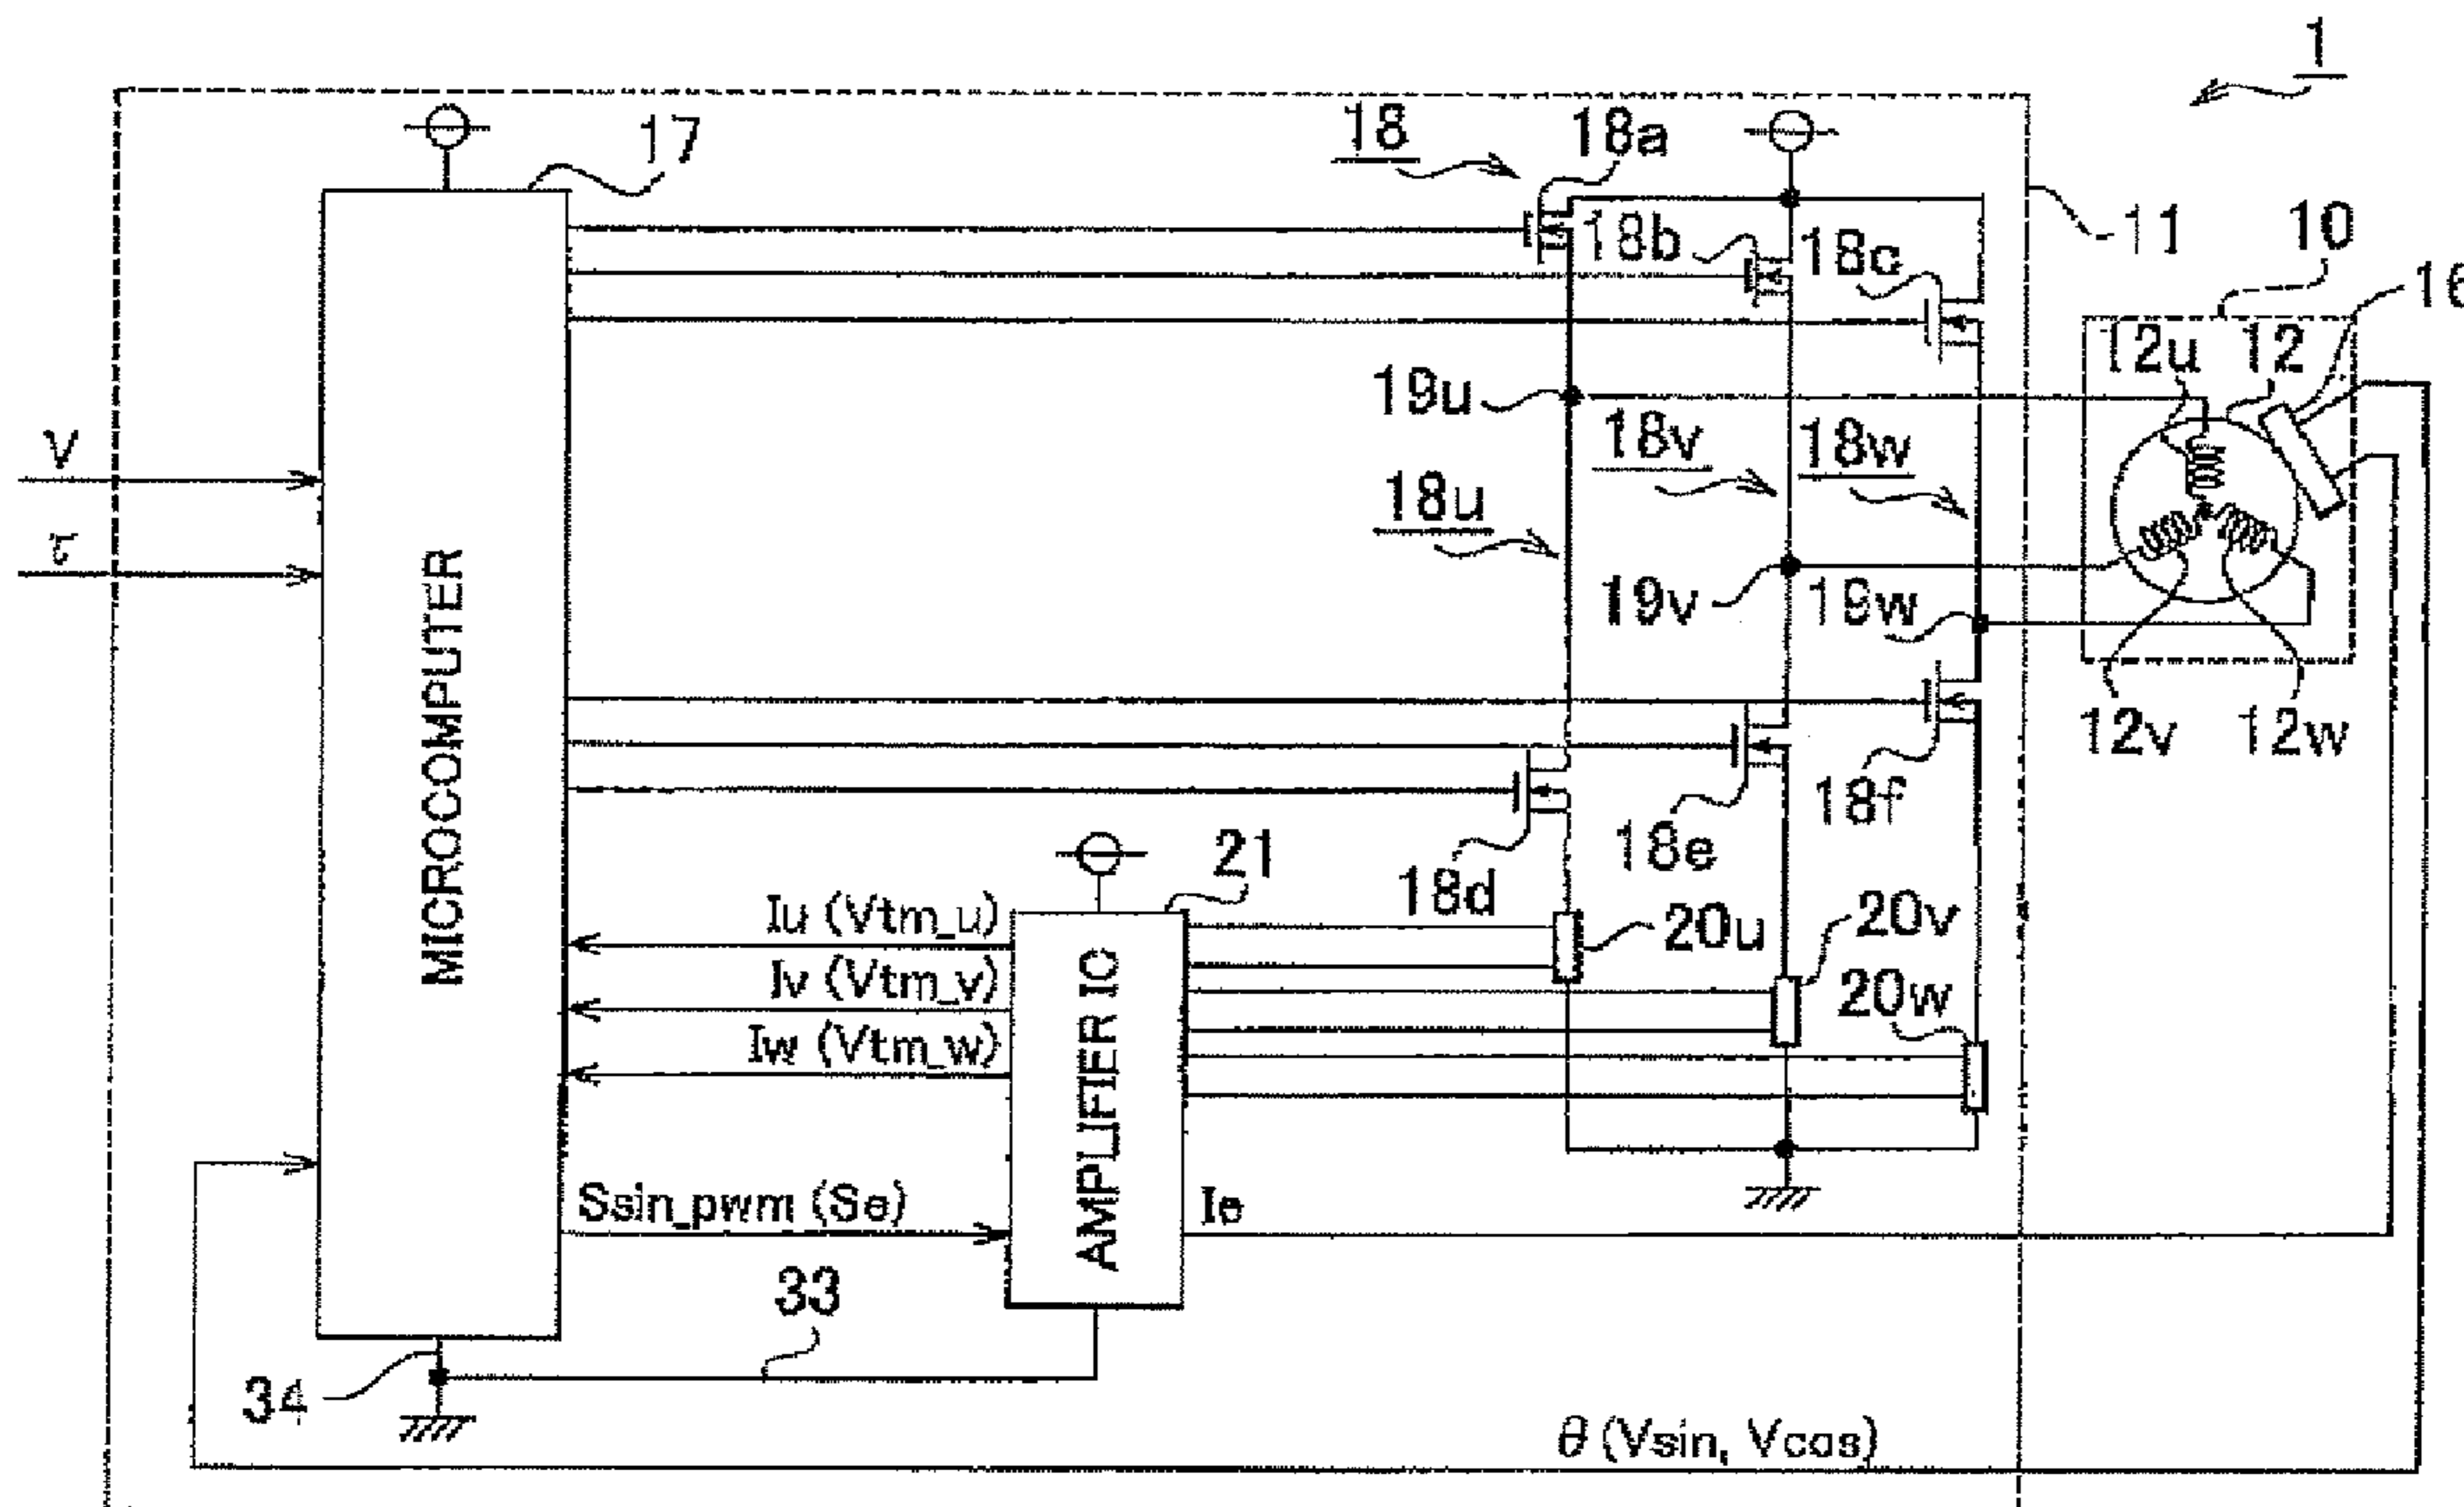 1
17
18
18a
18b
18c
11
10
16
12u
12
19u
V
18v
18w
18u
τ
19v
19w
MICROCOMPUTER
12v
12w
18f
18e
18d
21
Iu (Vtm_u)
20u
20v
Iv (Vtm_v)
20w
Iw (Vtm_w)
AMPLIFIER IC
Ssin_pwm (Se)
Ie
33
34
θ (Vsin, Vcos)